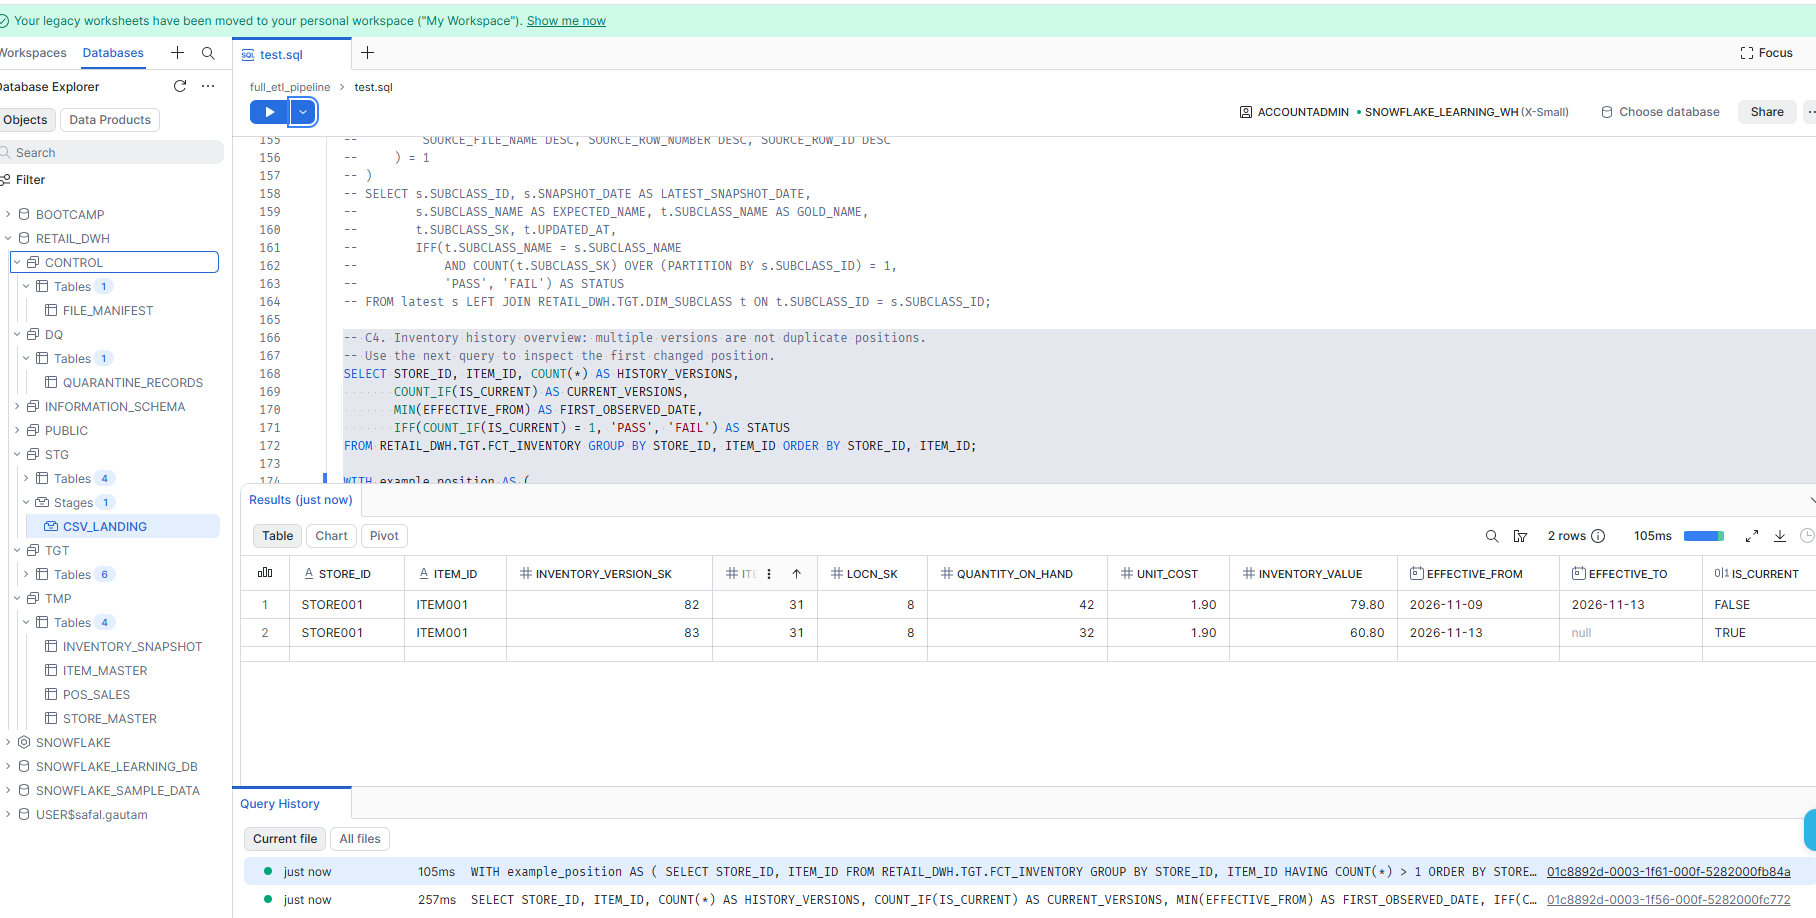 Your legacy worksheets have been moved to your personal workspace ("My Workspace"). Show me now
Workspaces Databases
test.sql
Focus
Database Explorer
full_etl_pipeline > test.sql
Objects Data Products
ACCOUNTADMIN • SNOWFLAKE_LEARNING_WH (X-Small) Choose database Share
Search
Filter
BOOTCAMP
RETAIL_DWH
CONTROL
Tables 1
FILE_MANIFEST
DQ
Tables 1
QUARANTINE_RECORDS
INFORMATION_SCHEMA
PUBLIC
STG
Tables 4
Stages 1
CSV_LANDING
TGT
Tables 6
TMP
Tables 4
INVENTORY_SNAPSHOT
ITEM_MASTER
POS_SALES
STORE_MASTER
SNOWFLAKE
SNOWFLAKE_LEARNING_DB
SNOWFLAKE_SAMPLE_DATA
USER$safal.gautam
155 -- SOURCE_FILE_NAME DESC, SOURCE_ROW_NUMBER DESC, SOURCE_ROW_ID DESC
156 -- ) = 1
157 -- )
158 -- SELECT s.SUBCLASS_ID, s.SNAPSHOT_DATE AS LATEST_SNAPSHOT_DATE,
159 -- s.SUBCLASS_NAME AS EXPECTED_NAME, t.SUBCLASS_NAME AS GOLD_NAME,
160 -- t.SUBCLASS_SK, t.UPDATED_AT,
161 -- IFF(t.SUBCLASS_NAME = s.SUBCLASS_NAME
162 -- AND COUNT(t.SUBCLASS_SK) OVER (PARTITION BY s.SUBCLASS_ID) = 1,
163 -- 'PASS', 'FAIL') AS STATUS
164 -- FROM latest s LEFT JOIN RETAIL_DWH.TGT.DIM_SUBCLASS t ON t.SUBCLASS_ID = s.SUBCLASS_ID;
165
166 -- C4. Inventory history overview: multiple versions are not duplicate positions.
167 -- Use the next query to inspect the first changed position.
168 SELECT STORE_ID, ITEM_ID, COUNT(*) AS HISTORY_VERSIONS,
169 COUNT_IF(IS_CURRENT) AS CURRENT_VERSIONS,
170 MIN(EFFECTIVE_FROM) AS FIRST_OBSERVED_DATE,
171 IFF(COUNT_IF(IS_CURRENT) = 1, 'PASS', 'FAIL') AS STATUS
172 FROM RETAIL_DWH.TGT.FCT_INVENTORY GROUP BY STORE_ID, ITEM_ID ORDER BY STORE_ID, ITEM_ID;
173
174 WITH example_position AS (
Results (just now)
Table Chart Pivot
2 rows 105ms
STORE_ID ITEM_ID INVENTORY_VERSION_SK ITE LOCN_SK QUANTITY_ON_HAND UNIT_COST INVENTORY_VALUE EFFECTIVE_FROM EFFECTIVE_TO IS_CURRENT
1 STORE001 ITEM001 82 31 8 42 1.90 79.80 2026-11-09 2026-11-13 FALSE
2 STORE001 ITEM001 83 31 8 32 1.90 60.80 2026-11-13 null TRUE
Query History
Current file All files
just now 105ms WITH example_position AS ( SELECT STORE_ID, ITEM_ID FROM RETAIL_DWH.TGT.FCT_INVENTORY GROUP BY STORE_ID, ITEM_ID HAVING COUNT(*) > 1 ORDER BY STORE... 01c8892d-0003-1f61-000f-5282000fb84a
just now 257ms SELECT STORE_ID, ITEM_ID, COUNT(*) AS HISTORY_VERSIONS, COUNT_IF(IS_CURRENT) AS CURRENT_VERSIONS, MIN(EFFECTIVE_FROM) AS FIRST_OBSERVED_DATE, IFF(C... 01c8892d-0003-1f56-000f-5282000fc772